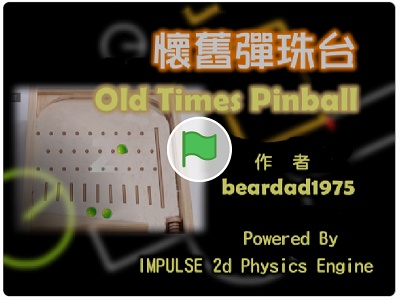 懷舊彈珠台
Old Times Pinball
作 者
beardad1975
Powered By
IMPULSE 2d Physics Engine